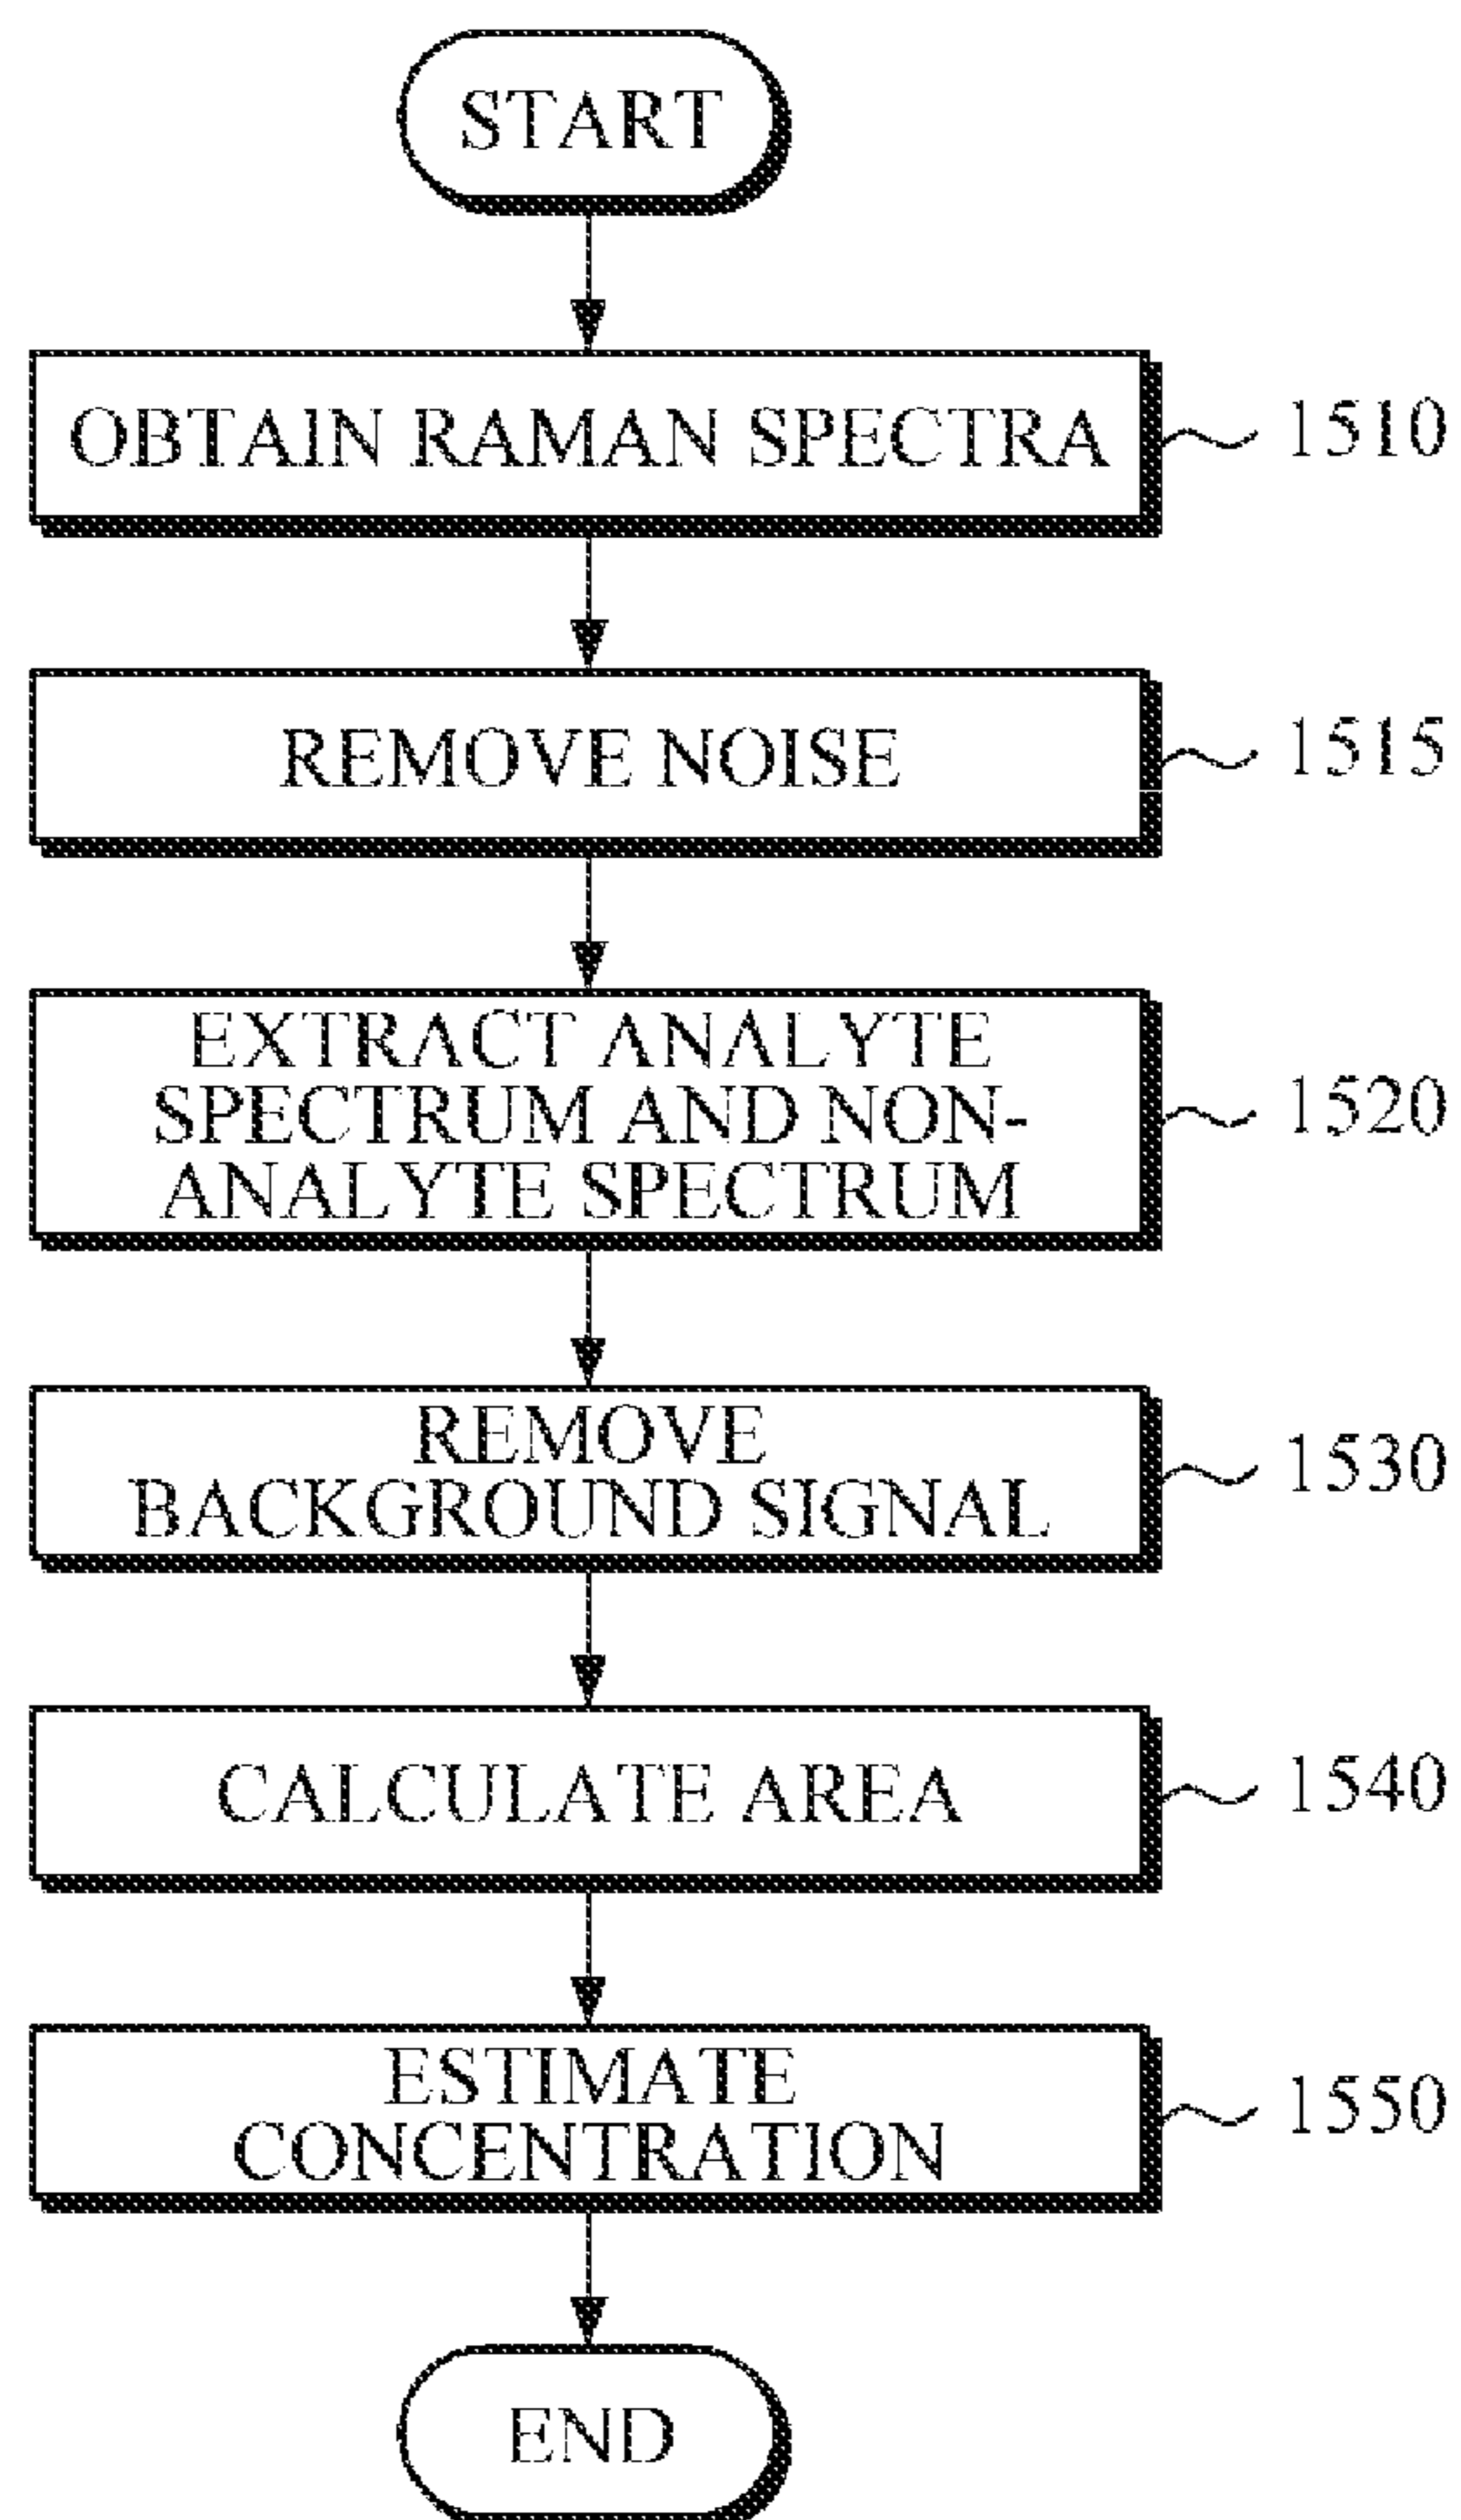 START
OBTAIN RAMAN SPECTRA
1510
REMOVE NOISE
1515
EXTRACT ANALYTE
SPECTRUM AND NON-
ANALYTE SPECTRUM
1520
REMOVE
BACKGROUND SIGNAL
1530
CALCULATE AREA
1540
ESTIMATE
CONCENTRATION
1550
END